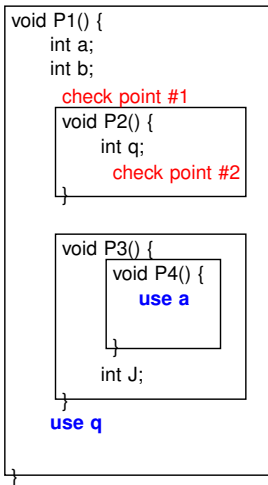 void P1() {
int a;
int b;
check point #1
void P2() {
int q;
check point #2
}
void P3() {
void P4() {
use a
}
int J;
}
use q
}